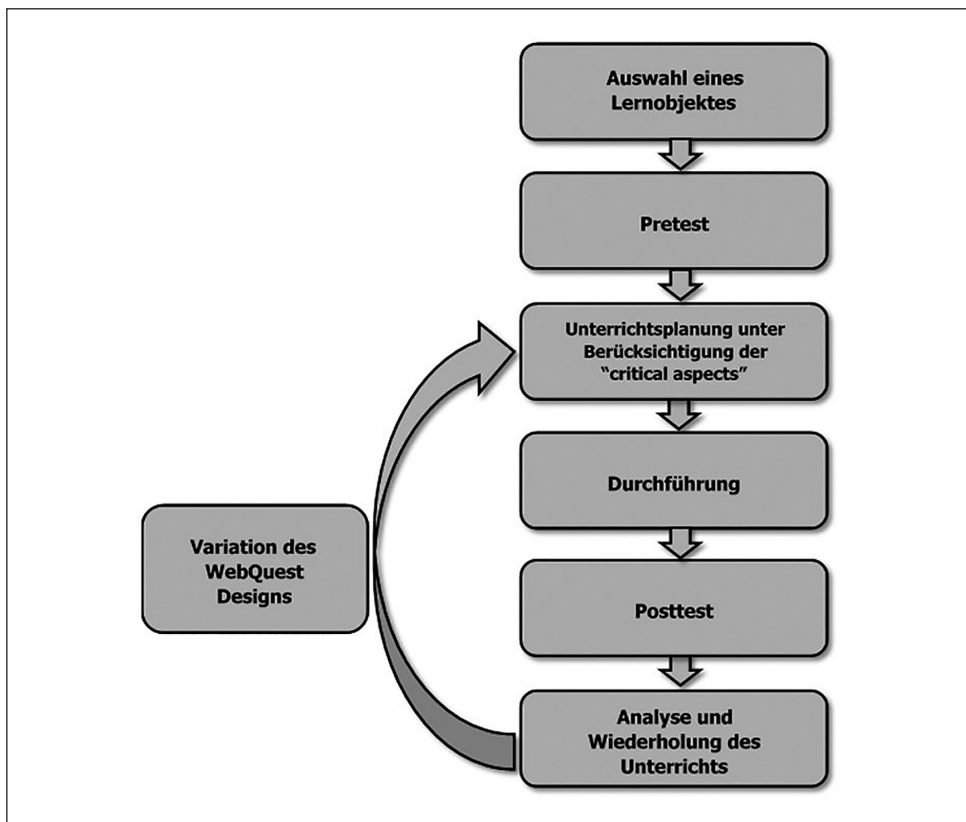 Auswahl eines
Lernobjektes
Pretest
Unterrichtsplanung unter
Berücksichtigung der
“critical aspects”
Durchführung
Variation des
WebQuest
Designs
Posttest
Analyse und
Wiederholung des
Unterrichts